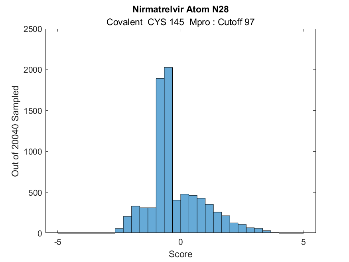 Nirmatrelvir Atom N28
Covalent CYS 145 Mpro : Cutoff 97
2500
2000
1500
1000
500
0
Out of 20040 Sampled
-5
0
5
Score